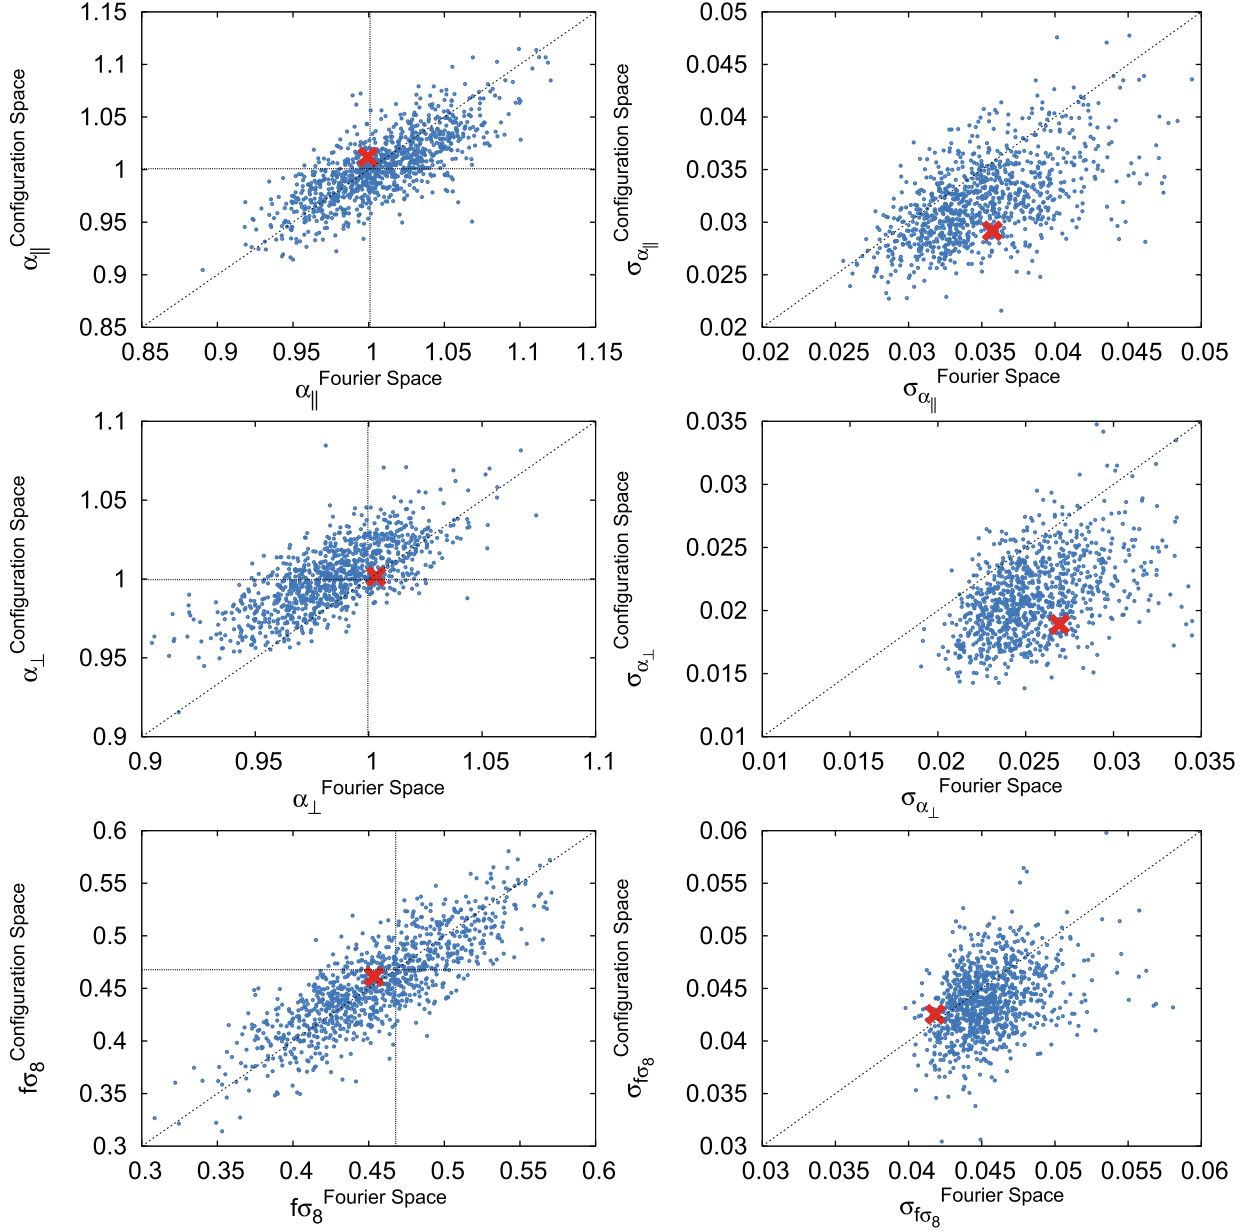 1.15
1.1
1.05
1
0.95
0.9
0.85
α∥ Configuration Space
0.85 0.9 0.95 1 1.05 1.1 1.15
α∥ Fourier Space
0.05
0.045
0.04
0.035
0.03
0.025
0.02
σα∥ Configuration Space
0.02 0.025 0.03 0.035 0.04 0.045 0.05
σα∥ Fourier Space
1.1
1.05
1
0.95
0.9
α⊥ Configuration Space
0.9 0.95 1 1.05 1.1
α⊥ Fourier Space
0.035
0.03
0.025
0.02
0.015
0.01
σα⊥ Configuration Space
0.01 0.015 0.02 0.025 0.03 0.035
σα⊥ Fourier Space
0.6
0.55
0.5
0.45
0.4
0.35
0.3
fσ8 Configuration Space
0.3 0.35 0.4 0.45 0.5 0.55 0.6
fσ8 Fourier Space
0.06
0.055
0.05
0.045
0.04
0.035
0.03
σfσ8 Configuration Space
0.03 0.035 0.04 0.045 0.05 0.055 0.06
σfσ8 Fourier Space